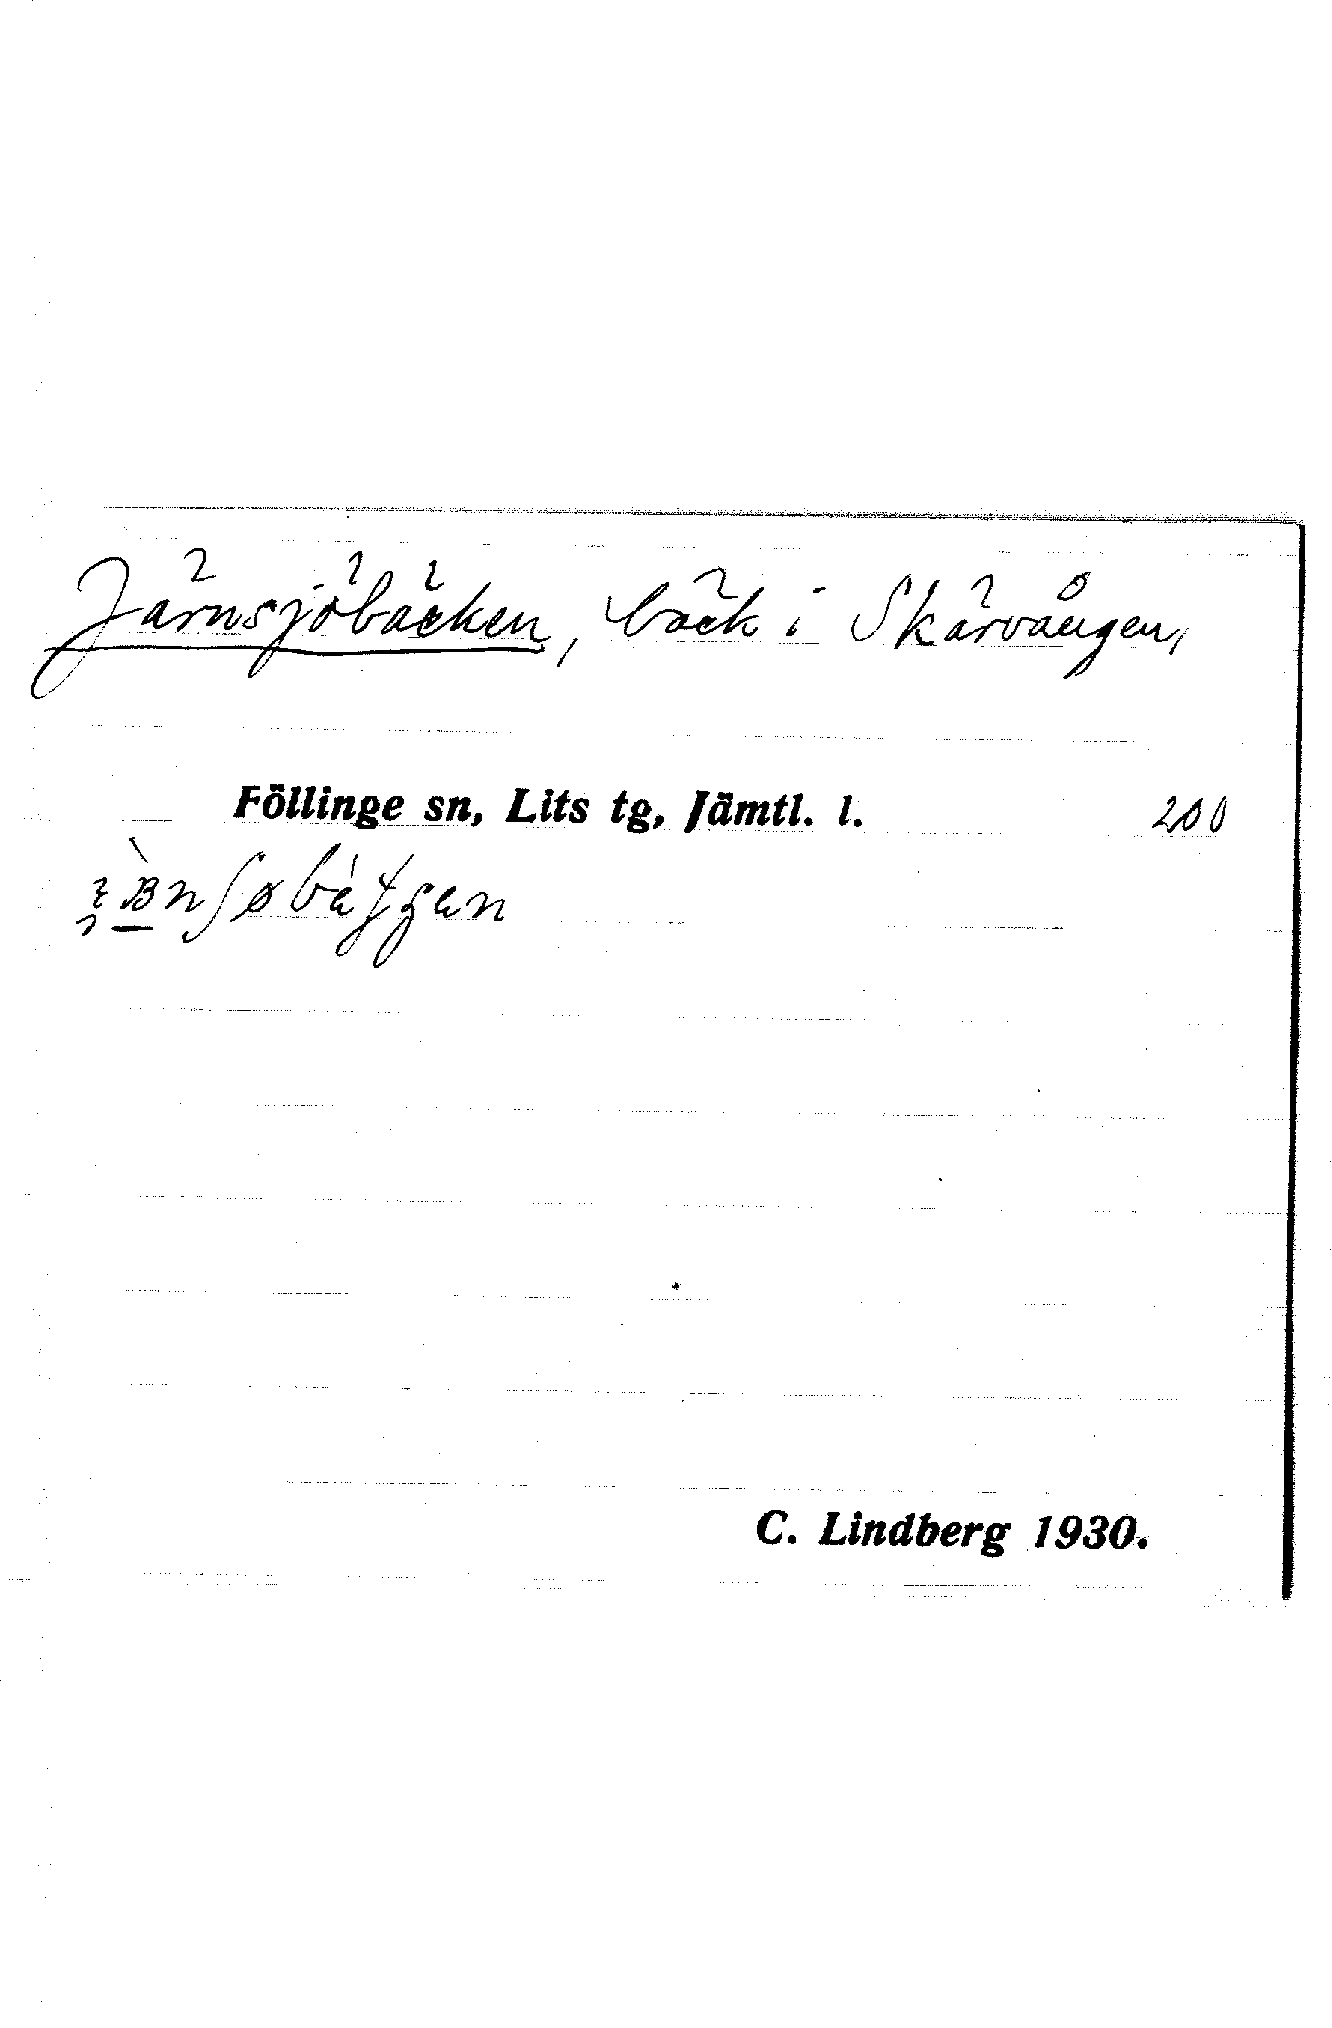 Järnsjöbäcken, bäck i Skärvången,
Föllinge sn, Lits tg, Jämtl. l. 200
C. Lindberg 1930.